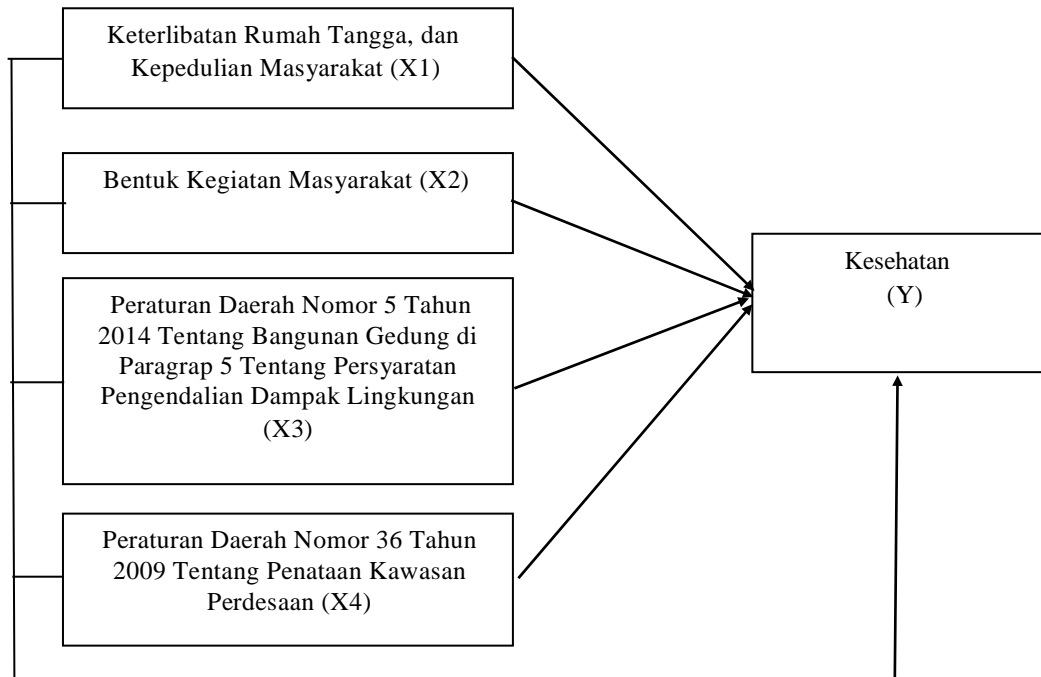 Keterlibatan Rumah Tangga, dan
Kepedulian Masyarakat (X1)
Bentuk Kegiatan Masyarakat (X2)
Peraturan Daerah Nomor 5 Tahun
2014 Tentang Bangunan Gedung di
Paragrap 5 Tentang Persyaratan
Pengendalian Dampak Lingkungan
(X3)
Peraturan Daerah Nomor 36 Tahun
2009 Tentang Penataan Kawasan
Perdesaan (X4)
Kesehatan
(Y)